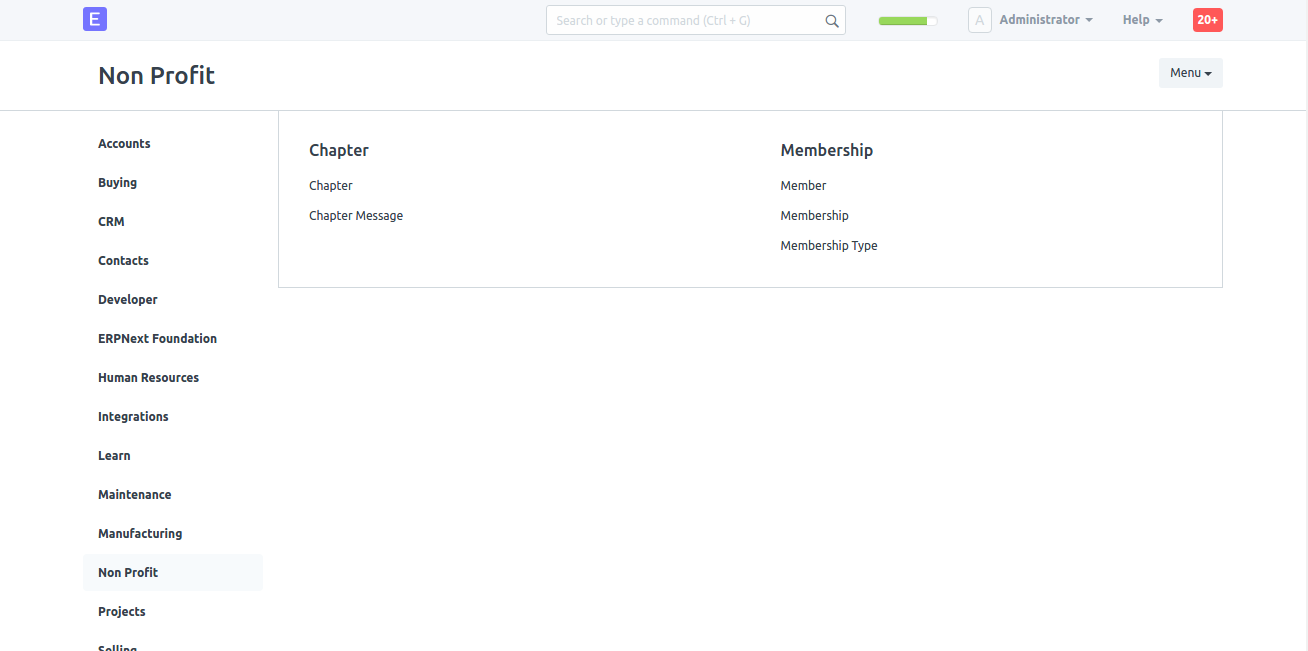 E
Search or type a command (Ctrl + G)
A
Administrator
Help
20+
Non Profit
Menu
Accounts
Buying
CRM
Contacts
Developer
ERPNext Foundation
Human Resources
Integrations
Learn
Maintenance
Manufacturing
Non Profit
Projects
Selling
Chapter
Chapter
Chapter Message
Membership
Member
Membership
Membership Type